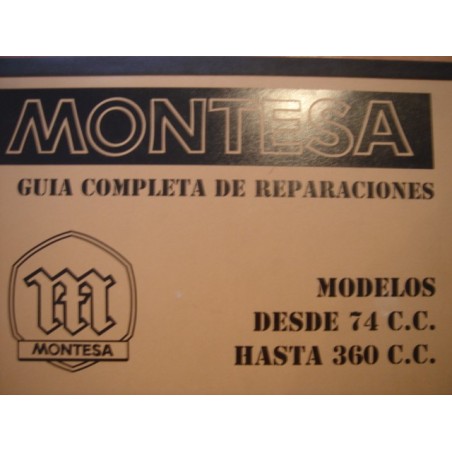 MONTESA
GUIA COMPLETA DE REPARACIONES
M
MONTESA
MODELOS
DESDE 74 C.C.
HASTA 360 C.C.